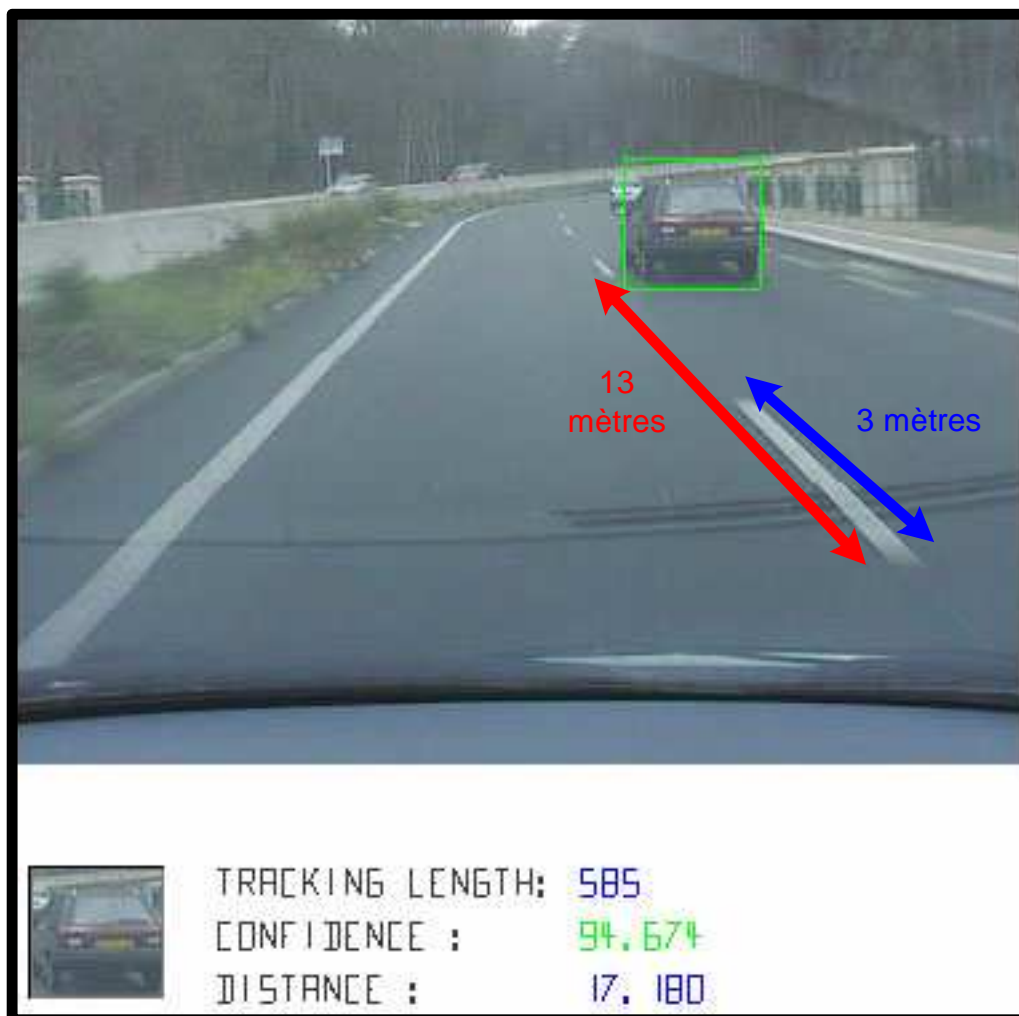 13
mètres
3 mètres
TRACKING LENGTH: 585
CONFIDENCE : 94.674
DISTANCE : 17.180